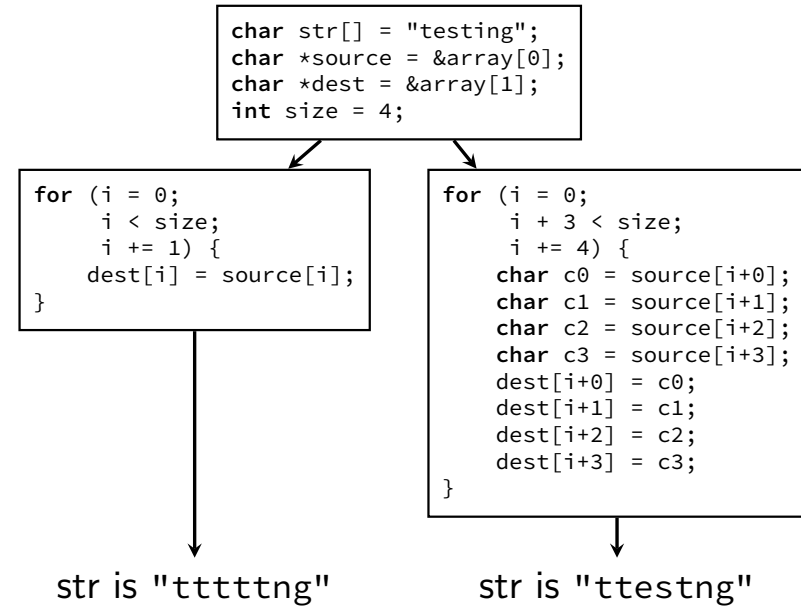 char str[] = "testing";
char *source = &array[0];
char *dest = &array[1];
int size = 4;
for (i = 0;
     i < size;
     i += 1) {
    dest[i] = source[i];
}
for (i = 0;
     i + 3 < size;
     i += 4) {
    char c0 = source[i+0];
    char c1 = source[i+1];
    char c2 = source[i+2];
    char c3 = source[i+3];
    dest[i+0] = c0;
    dest[i+1] = c1;
    dest[i+2] = c2;
    dest[i+3] = c3;
}
str is "tttttng"
str is "ttestng"